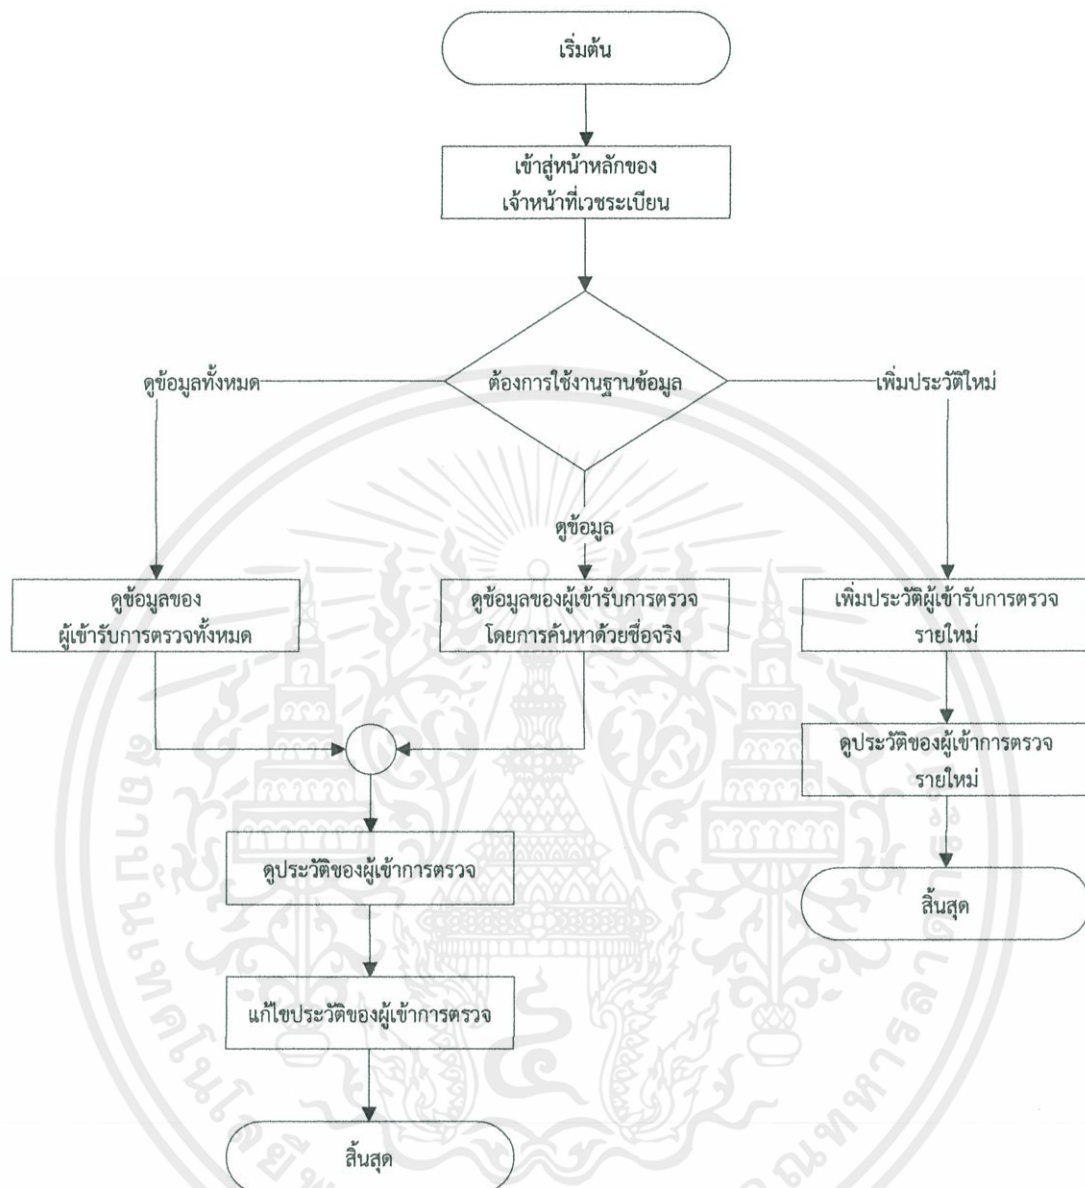 เริ่มต้น
เข้าสู่หน้าหลักของ
เจ้าหน้าที่เวชระเบียน
ต้องการใช้งานฐานข้อมูล
ดูข้อมูลทั้งหมด
ดูข้อมูล
เพิ่มประวัติใหม่
ดูข้อมูลของ
ผู้เข้ารับการตรวจทั้งหมด
ดูข้อมูลของผู้เข้ารับการตรวจ
โดยการค้นหาด้วยชื่อจริง
เพิ่มประวัติผู้เข้ารับการตรวจ
รายใหม่
ดูประวัติของผู้เข้าการตรวจ
รายใหม่
สิ้นสุด
ดูประวัติของผู้เข้าการตรวจ
แก้ไขประวัติของผู้เข้าการตรวจ
สิ้นสุด